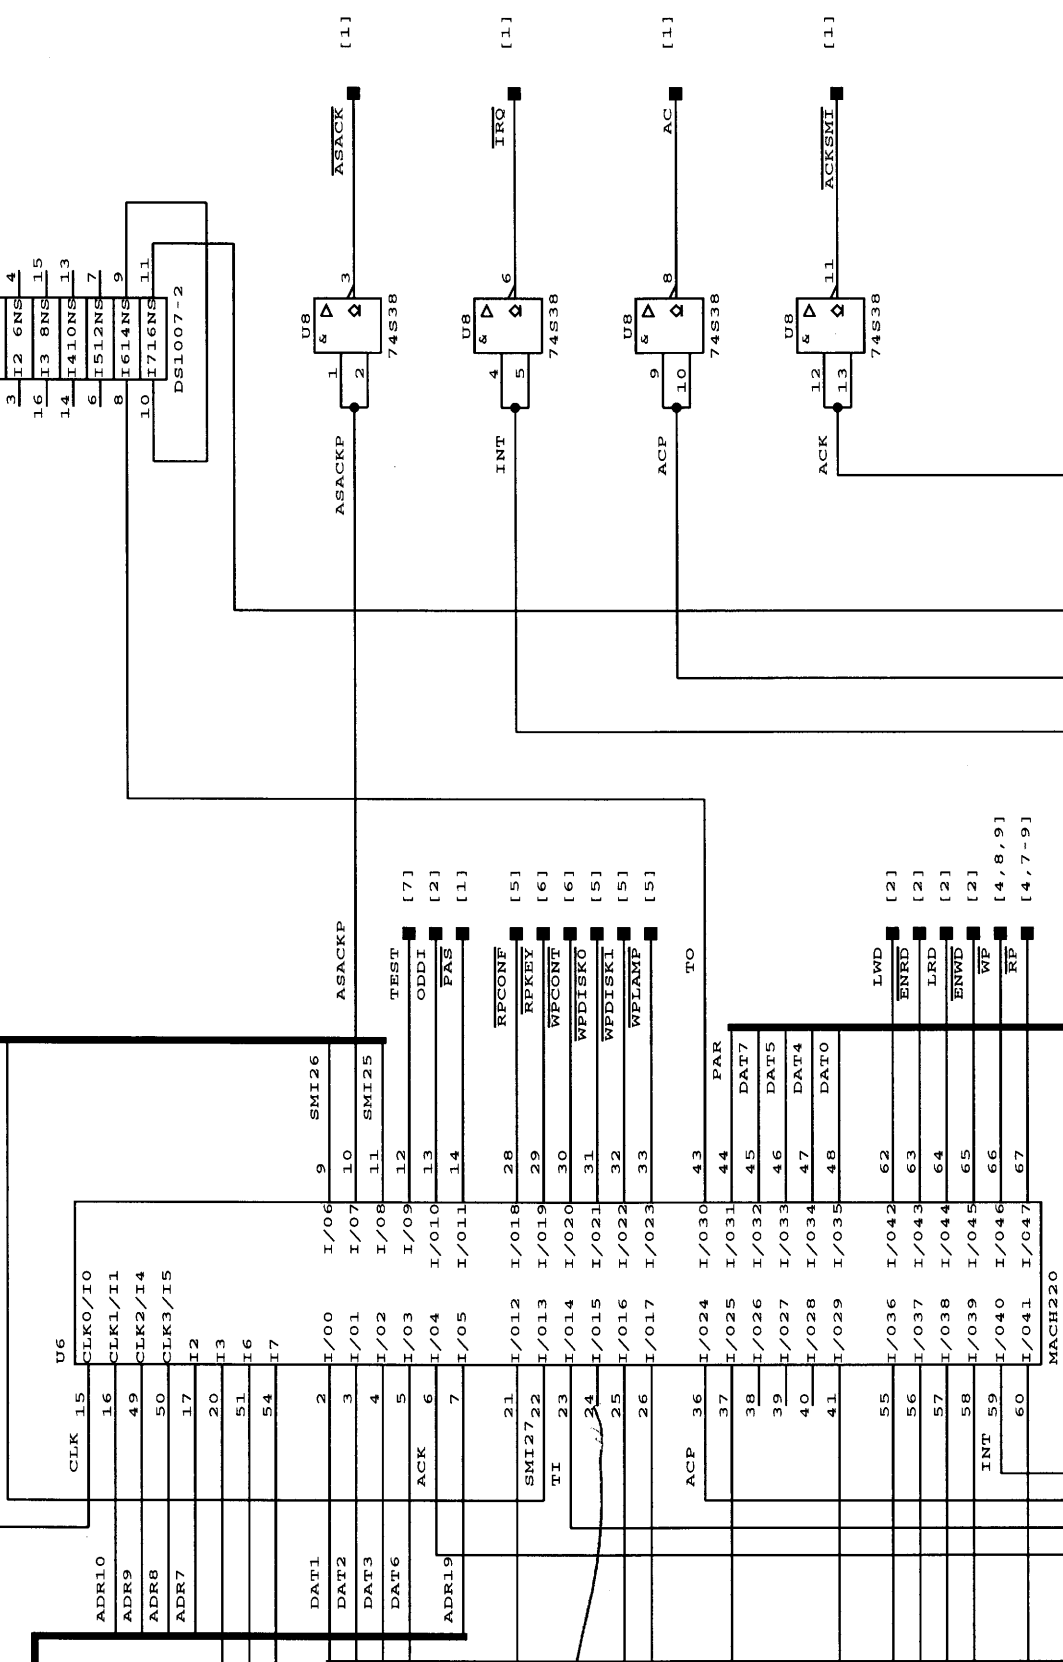 [1]
[1]
[1]
[1]
ASACK
IRQ
AC
ACKSMI
3
6
8
11
U8
&
74S38
U8
&
74S38
U8
&
74S38
U8
&
74S38
1
2
4
5
9
10
12
13
ASACKP
INT
ACP
ACK
4
15
13
7
9
11
I2 6NS
I3 8NS
I410NS
I512NS
I614NS
I716NS
DS1007-2
3
16
14
6
8
10
[7]
[2]
[1]
[5]
[6]
[6]
[5]
[5]
[5]
[2]
[2]
[2]
[2]
[4,8,9]
[4,7-9]
ASACKP
TEST
ODDI
PAS
RPCONF
RPKEY
WPCONT
WPDISK0
WPDISK1
WPLAMP
TO
LWD
ENRD
LRD
ENWD
WP
RP
SMI26
SMI25
PAR
DAT7
DAT5
DAT4
DAT0
9
10
11
12
13
14
28
29
30
31
32
33
43
44
45
46
47
48
62
63
64
65
66
67
I/O6
I/O7
I/O8
I/O9
I/O10
I/O11
I/O18
I/O19
I/O20
I/O21
I/O22
I/O23
I/O30
I/O31
I/O32
I/O33
I/O34
I/O35
I/O42
I/O43
I/O44
I/O45
I/O46
I/O47
U6
CLK0/I0
CLK1/I1
CLK2/I4
CLK3/I5
I2
I3
I6
I7
I/O0
I/O1
I/O2
I/O3
I/O4
I/O5
I/O12
I/O13
I/O14
I/O15
I/O16
I/O17
I/O24
I/O25
I/O26
I/O27
I/O28
I/O29
I/O36
I/O37
I/O38
I/O39
I/O40
I/O41
MACH220
15
16
49
50
17
20
51
54
2
3
4
5
6
7
21
22
23
24
25
26
36
37
38
39
40
41
55
56
57
58
59
60
CLK
ACK
SMI27
TI
ACP
INT
ADR10
ADR9
ADR8
ADR7
DAT1
DAT2
DAT3
DAT6
ADR19